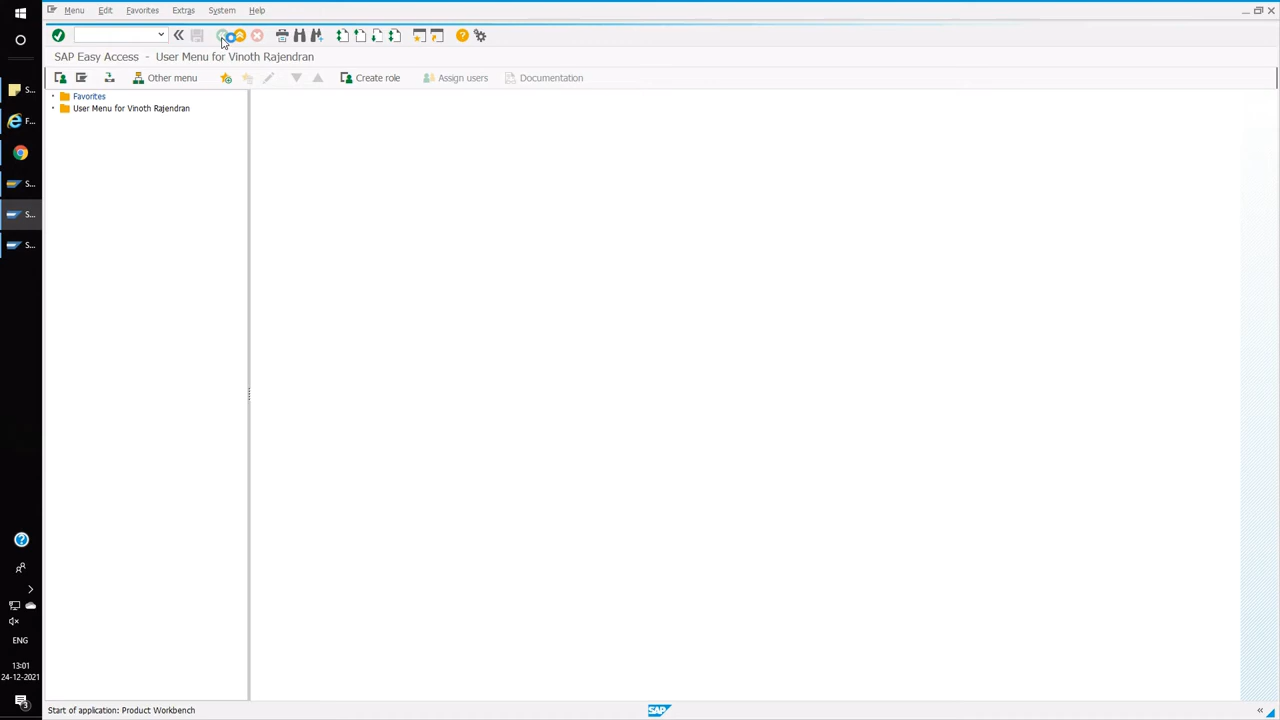 Menu Edit Favorites Extras System Help
SAP Easy Access - User Menu for Vinoth Rajendran
Other menu Create role Assign users Documentation
Favorites
User Menu for Vinoth Rajendran
S...
F...
S...
S...
S...
ENG
13:01
24-12-2021
3
Start of application: Product Workbench
SAP